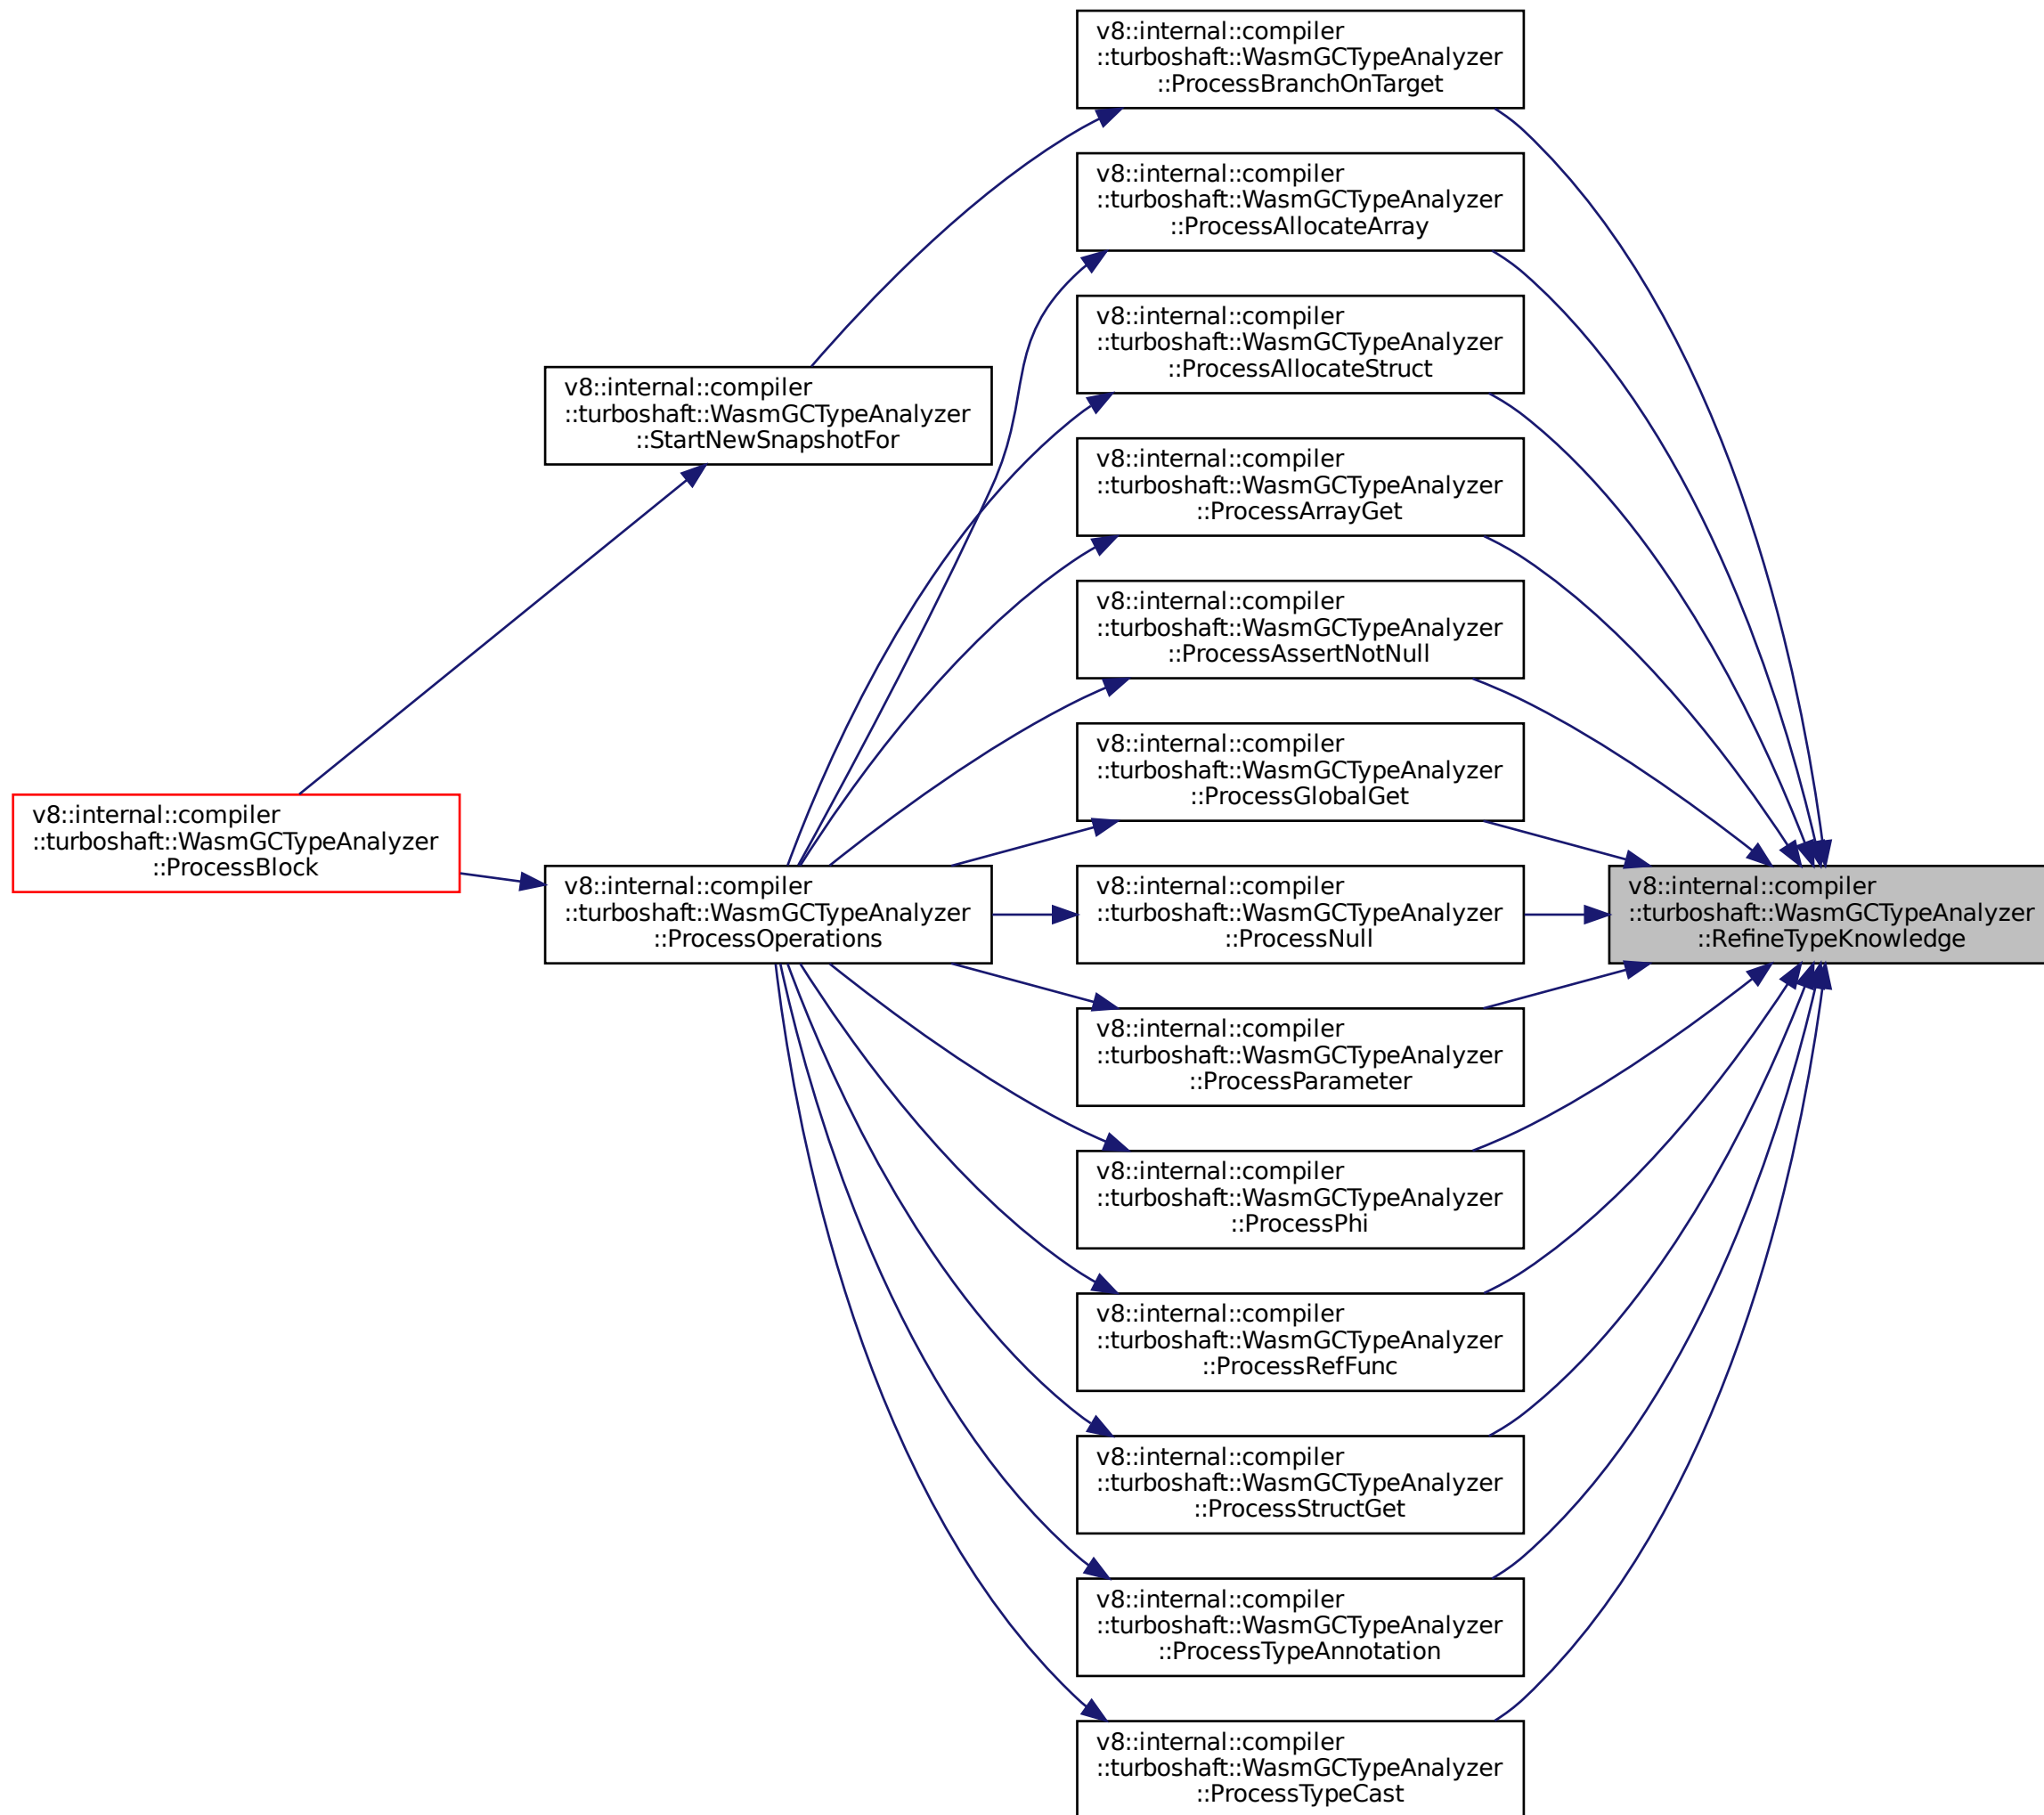 v8::internal::compiler
::turboshaft::WasmGCTypeAnalyzer
::ProcessBranchOnTarget
v8::internal::compiler
::turboshaft::WasmGCTypeAnalyzer
::ProcessAllocateArray
v8::internal::compiler
::turboshaft::WasmGCTypeAnalyzer
::ProcessAllocateStruct
v8::internal::compiler
::turboshaft::WasmGCTypeAnalyzer
::StartNewSnapshotFor
v8::internal::compiler
::turboshaft::WasmGCTypeAnalyzer
::ProcessArrayGet
v8::internal::compiler
::turboshaft::WasmGCTypeAnalyzer
::ProcessAssertNotNull
v8::internal::compiler
::turboshaft::WasmGCTypeAnalyzer
::ProcessGlobalGet
v8::internal::compiler
::turboshaft::WasmGCTypeAnalyzer
::ProcessBlock
v8::internal::compiler
::turboshaft::WasmGCTypeAnalyzer
::ProcessOperations
v8::internal::compiler
::turboshaft::WasmGCTypeAnalyzer
::ProcessNull
v8::internal::compiler
::turboshaft::WasmGCTypeAnalyzer
::RefineTypeKnowledge
v8::internal::compiler
::turboshaft::WasmGCTypeAnalyzer
::ProcessParameter
v8::internal::compiler
::turboshaft::WasmGCTypeAnalyzer
::ProcessPhi
v8::internal::compiler
::turboshaft::WasmGCTypeAnalyzer
::ProcessRefFunc
v8::internal::compiler
::turboshaft::WasmGCTypeAnalyzer
::ProcessStructGet
v8::internal::compiler
::turboshaft::WasmGCTypeAnalyzer
::ProcessTypeAnnotation
v8::internal::compiler
::turboshaft::WasmGCTypeAnalyzer
::ProcessTypeCast